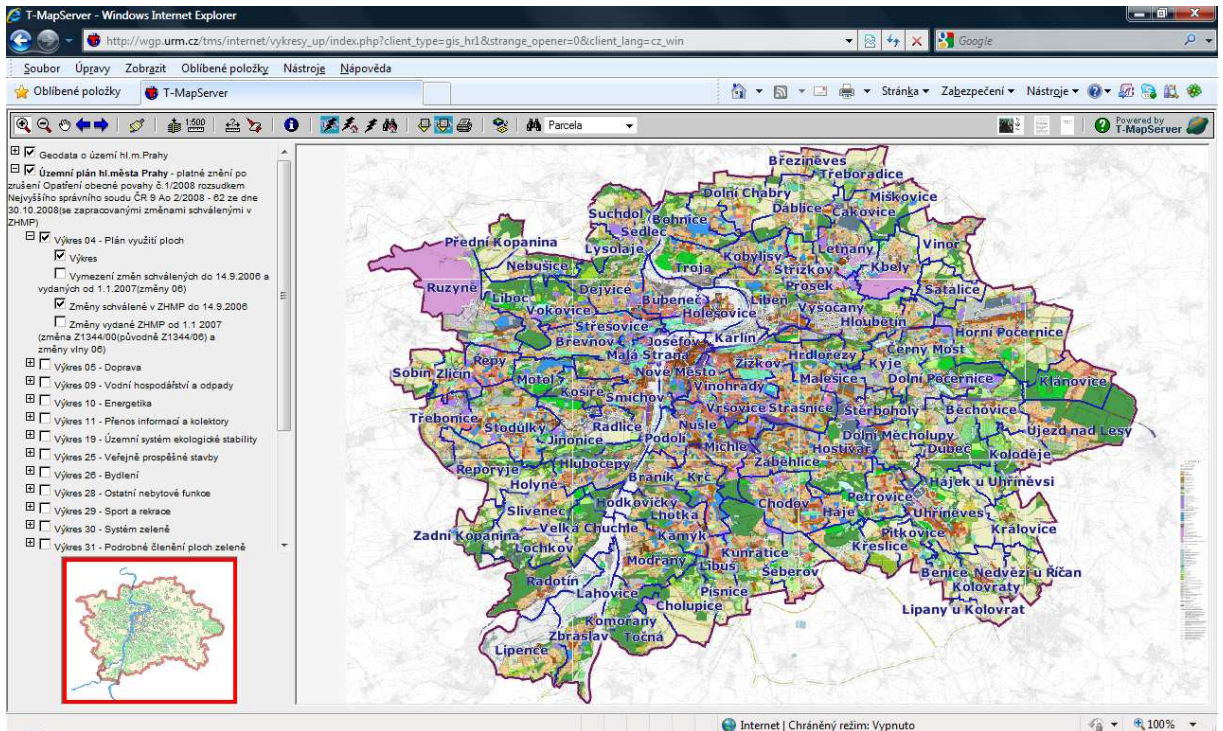 T-MapServer - Windows Internet Explorer
http://wgp.urm.cz/tms/internet/vykresy_up/index.php?client_type=gis_hr1&strange_opener=0&client_lang=cz_win
Google
Soubor Úpravy Zobrazit Oblíbené položky Nástroje Nápověda
Oblíbené položky T-MapServer
Stránka Zabezpečení Nástroje
1:500
Parcela
Powered by
T-MapServer
Geodata o území hl.m.Prahy
Územní plán hl.města Prahy - platné znění po
zrušení Opatření obecné povahy č.1/2008 rozsudkem
Nejvyššího správního soudu ČR 9 Ao 2/2008 - 62 ze dne
30.10.2008(se zapracovanými změnami schválenými v
ZHMP)
Výkres 04 - Plán využití ploch
Výkres
Vymezení změn schválených do 14.9.2006 a
vydaných od 1.1.2007(změny 06)
Změny schválené v ZHMP do 14.9.2006
Změny vydané ZHMP od 1.1 2007
(změna Z1344/00(původně Z1344/06) a
změny vlny 06)
Výkres 05 - Doprava
Výkres 09 - Vodní hospodářství a odpady
Výkres 10 - Energetika
Výkres 11 - Přenos informací a kolektory
Výkres 19 - Územní systém ekologické stability
Výkres 25 - Veřejně prospěšné stavby
Výkres 26 - Bydlení
Výkres 28 - Ostatní nebytové funkce
Výkres 29 - Sport a rekrace
Výkres 30 - Systém zeleně
Výkres 31 - Podrobné členění ploch zeleně
Březiněves
Třeboradice
Dolní Chabry
Miškovice
Ďáblice
Čakovice
Suchdol
Bohnice
Sedlec
Přední Kopanina
Lysolaje
Letňany
Vinoř
Kobylisy
Nebušice
Troja
Střížkov
Kbely
Ruzyně
Dejvice
Prosek
Satalice
Liboc
Bubeneč
Libeň
Vysočany
Vokovice
Holešovice
Hloubětín
Střešovice
Karlín
Horní Počernice
Břevnov
Josefov
Malá Strana
Hrdlořezy
Černý Most
Řepy
Žižkov
Kyje
Sobín
Zličín
Nové Město
Motol
Vinohrady
Malešice
Dolní Počernice
Klánovice
Košíře
Smíchov
Vršovice
Strašnice
Štěrboholy
Běchovice
Třebonice
Stodůlky
Radlice
Nusle
Újezd nad Lesy
Jinonice
Podolí
Michle
Dolní Měcholupy
Hostivař
Dubeč
Koloděje
Řeporyje
Hlubočepy
Záběhlice
Holyně
Braník
Krč
Hájek u Uhříněvsi
Hodkovičky
Chodov
Petrovice
Slivenec
Lhotka
Háje
Uhříněves
Velká Chuchle
Kamýk
Pitkovice
Královice
Zadní Kopanina
Lochkov
Kunratice
Křeslice
Modřany
Libuš
Šeberov
Benice
Nedvězí u Říčan
Radotín
Písnice
Kolovraty
Lahovice
Cholupice
Lipany u Kolovrat
Komořany
Zbraslav
Točná
Lipence
Internet | Chráněný režim: Vypnuto
100%